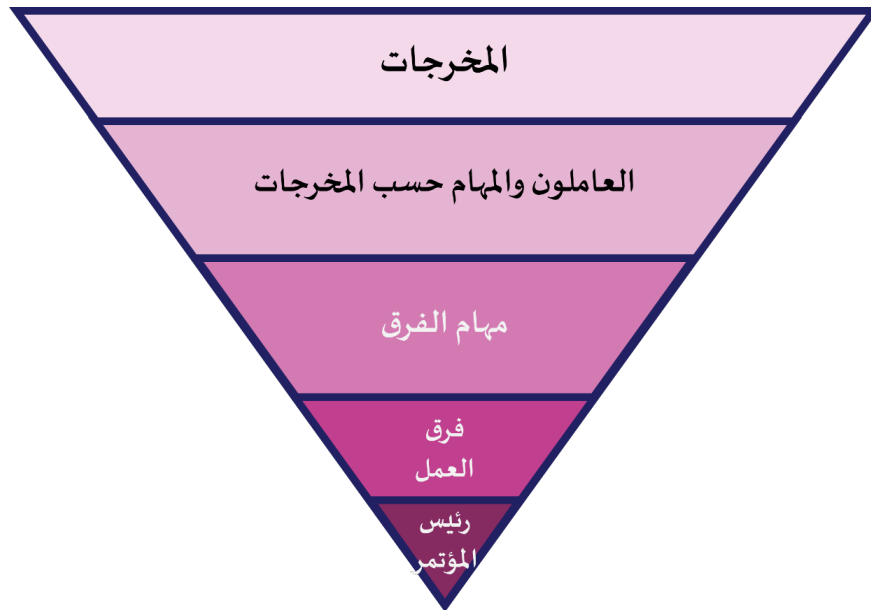 المخرجات
العاملون والمهام حسب المخرجات
مهام الفرق
فرق
العمل
رئيس
المؤتمر